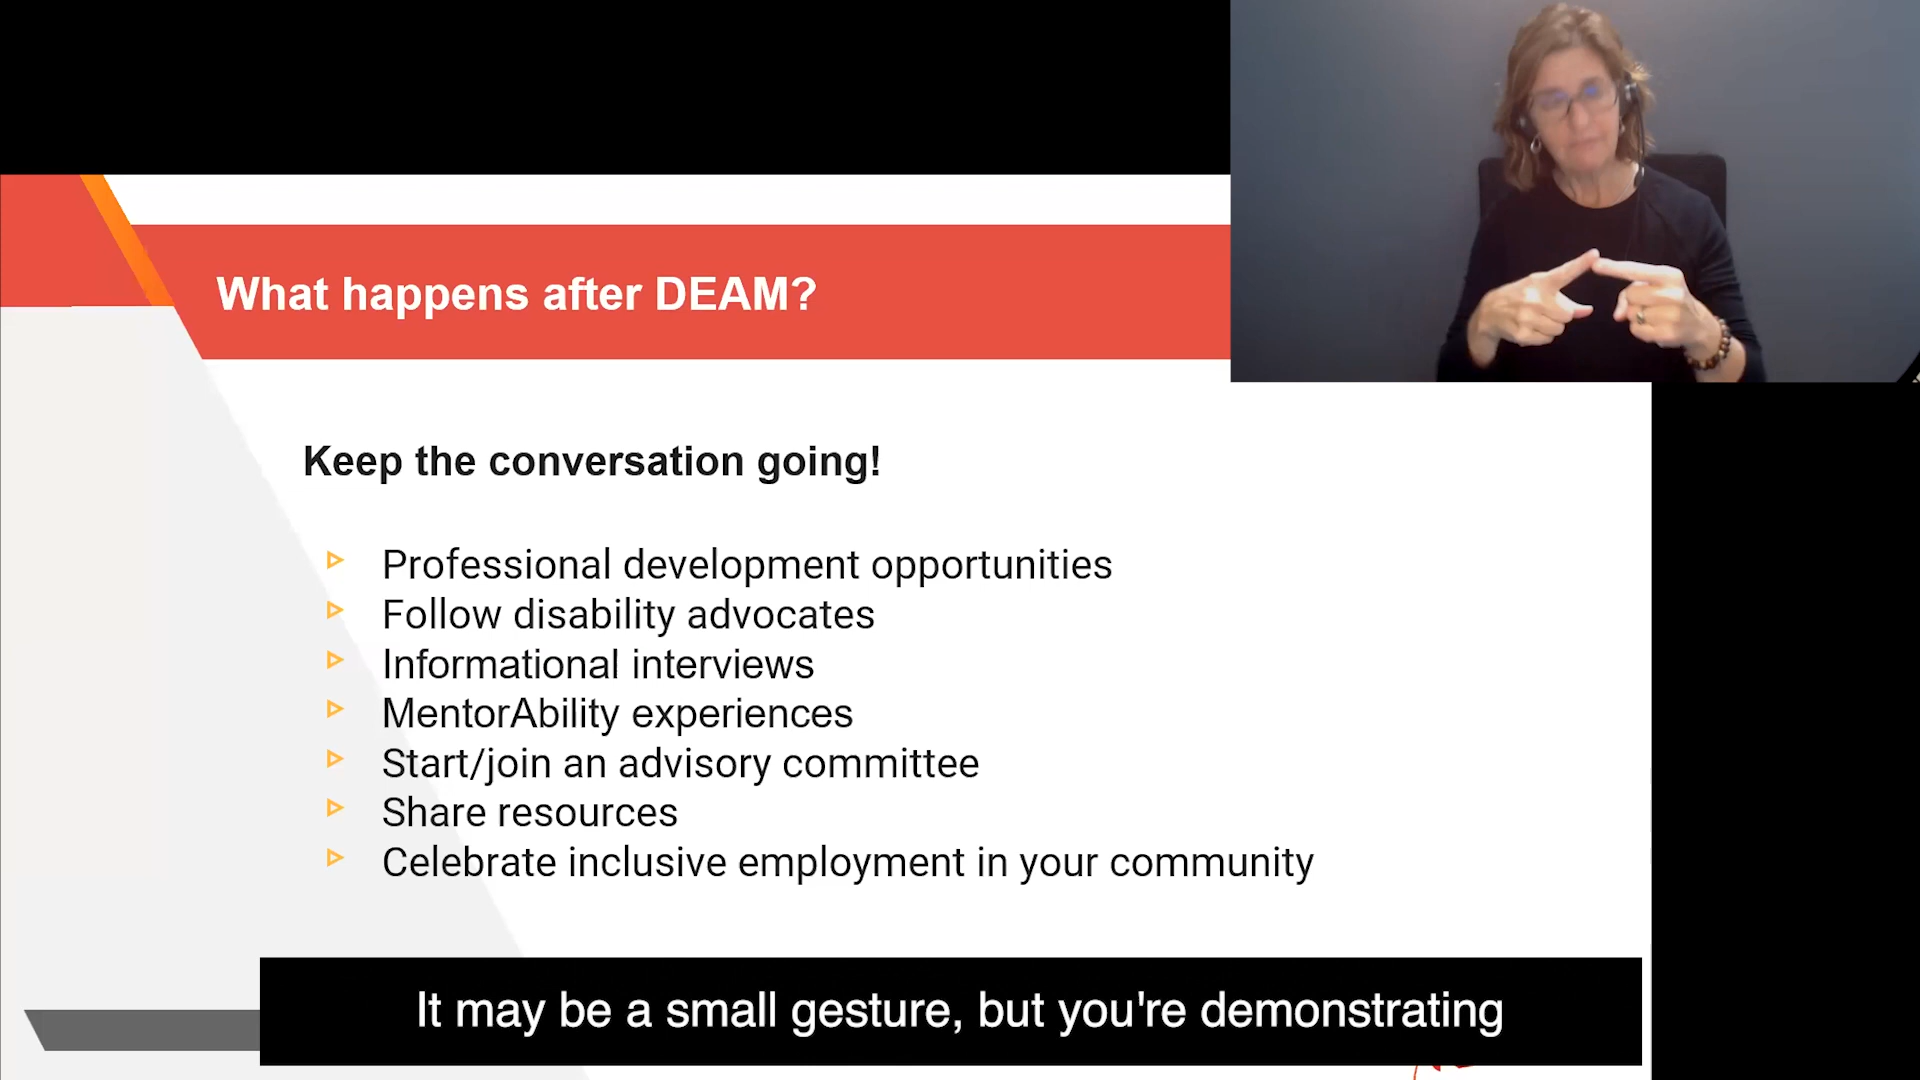 What happens after DEAM?
Keep the conversation going!
Professional development opportunities
Follow disability advocates
Informational interviews
MentorAbility experiences
Start/join an advisory committee
Share resources
Celebrate inclusive employment in your community
It may be a small gesture, but you're demonstrating